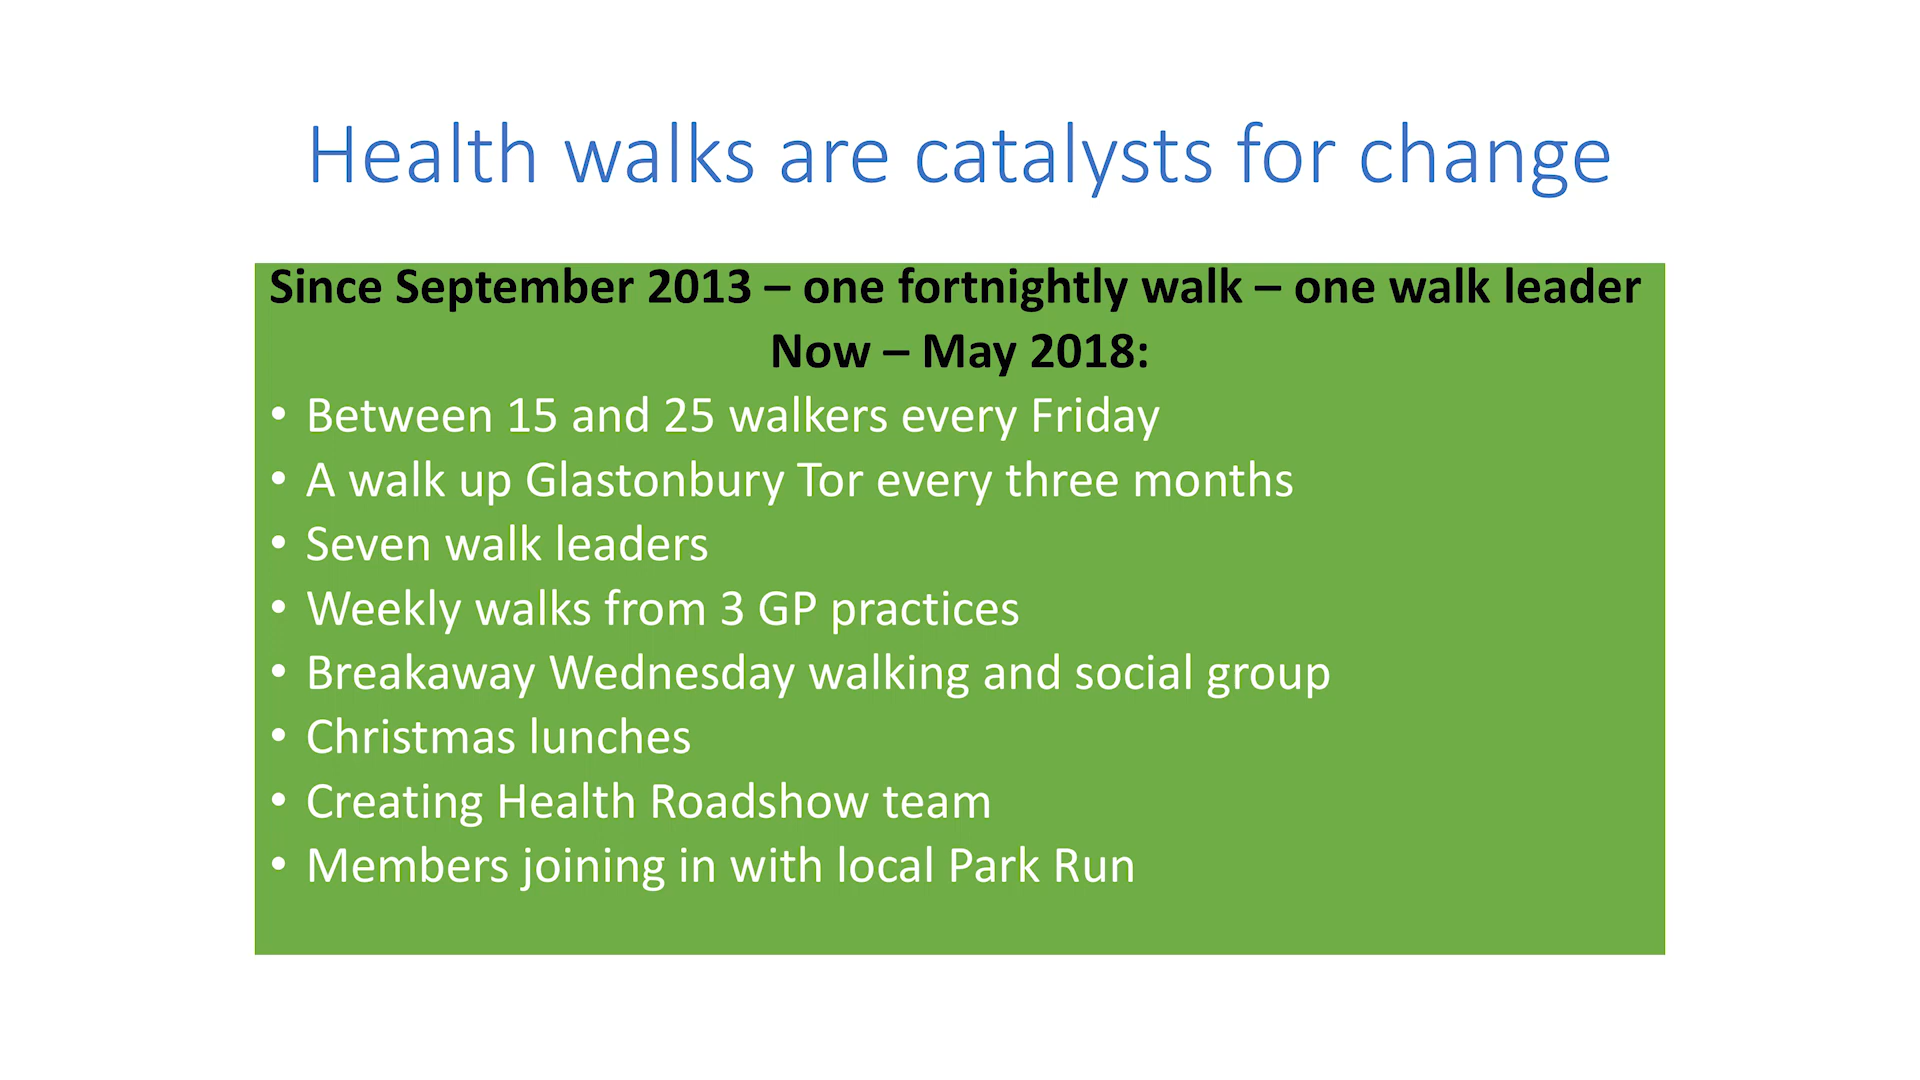 Health walks are catalysts for change
Since September 2013 – one fortnightly walk – one walk leader
Now – May 2018:
• Between 15 and 25 walkers every Friday
• A walk up Glastonbury Tor every three months
• Seven walk leaders
• Weekly walks from 3 GP practices
• Breakaway Wednesday walking and social group
• Christmas lunches
• Creating Health Roadshow team
• Members joining in with local Park Run